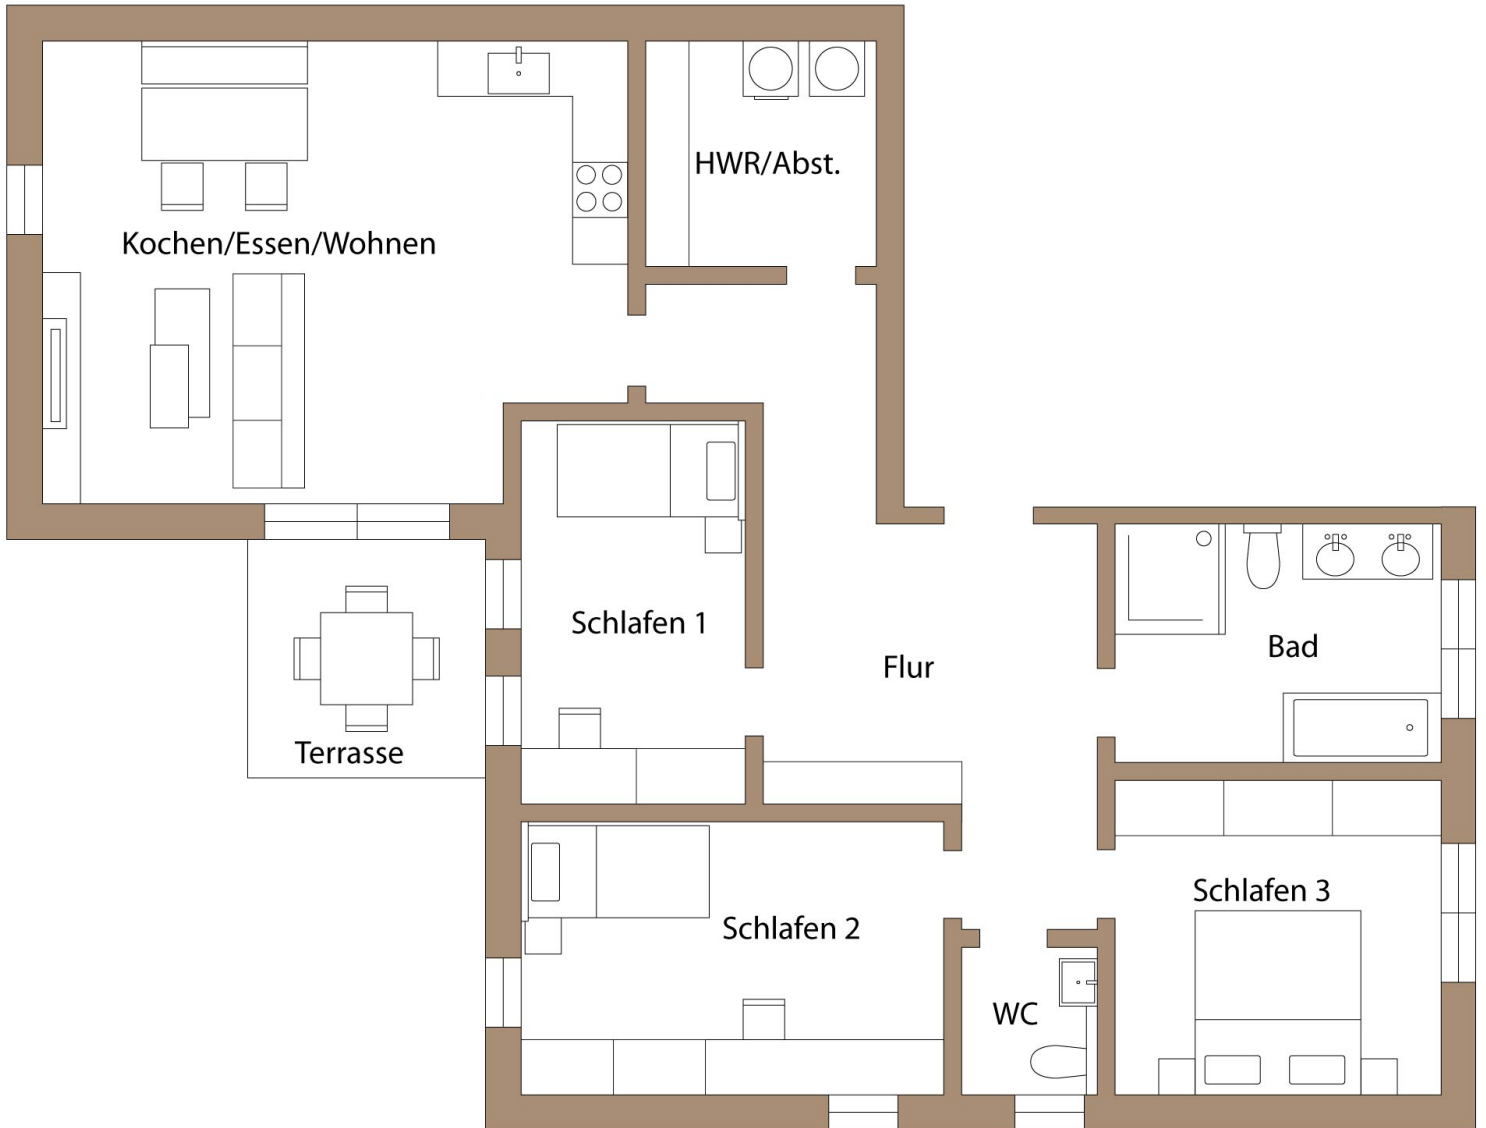 HWR/Abst.
Kochen/Essen/Wohnen
Schlafen 1
Bad
Flur
Terrasse
Schlafen 3
Schlafen 2
WC